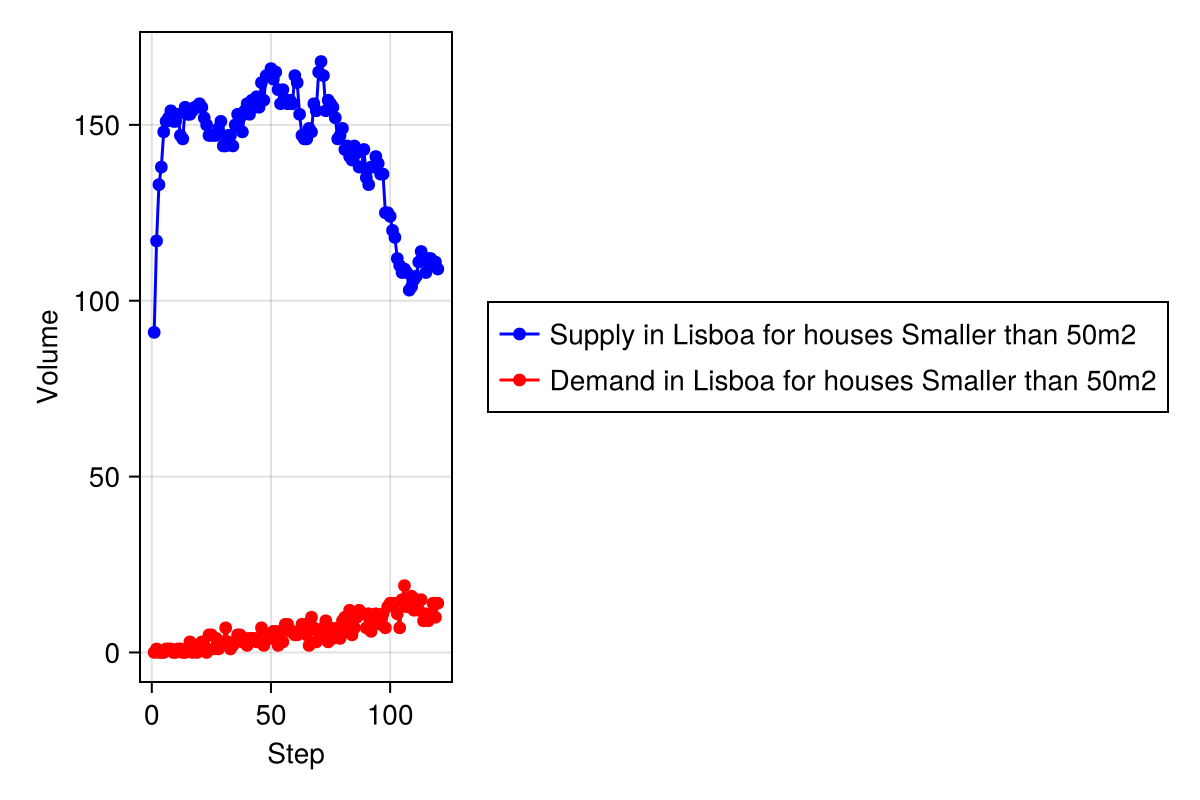 Volume
150
100
50
0
0 50 100
Step
Supply in Lisboa for houses Smaller than 50m2
Demand in Lisboa for houses Smaller than 50m2